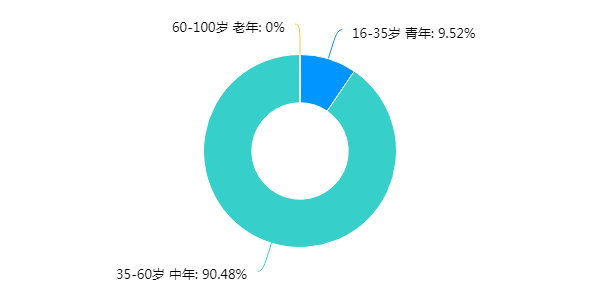 60-100岁 老年: 0%
16-35岁 青年: 9.52%
35-60岁 中年: 90.48%